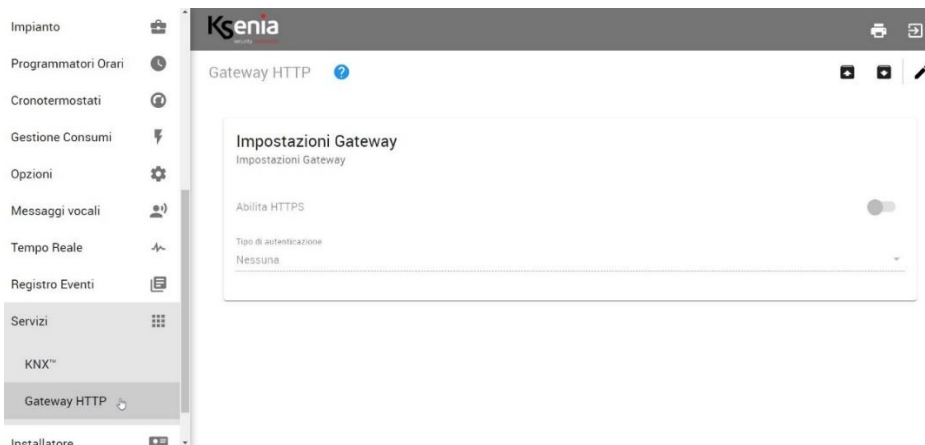 Impianto
Programmatori Orari
Cronotermostati
Gestione Consumi
Opzioni
Messaggi vocali
Tempo Reale
Registro Eventi
Servizi
KNX™
Gateway HTTP
Installatore
Ksenia
Gateway HTTP ?
Impostazioni Gateway
Impostazioni Gateway
Abilita HTTPS
Tipo di autenticazione
Nessuna